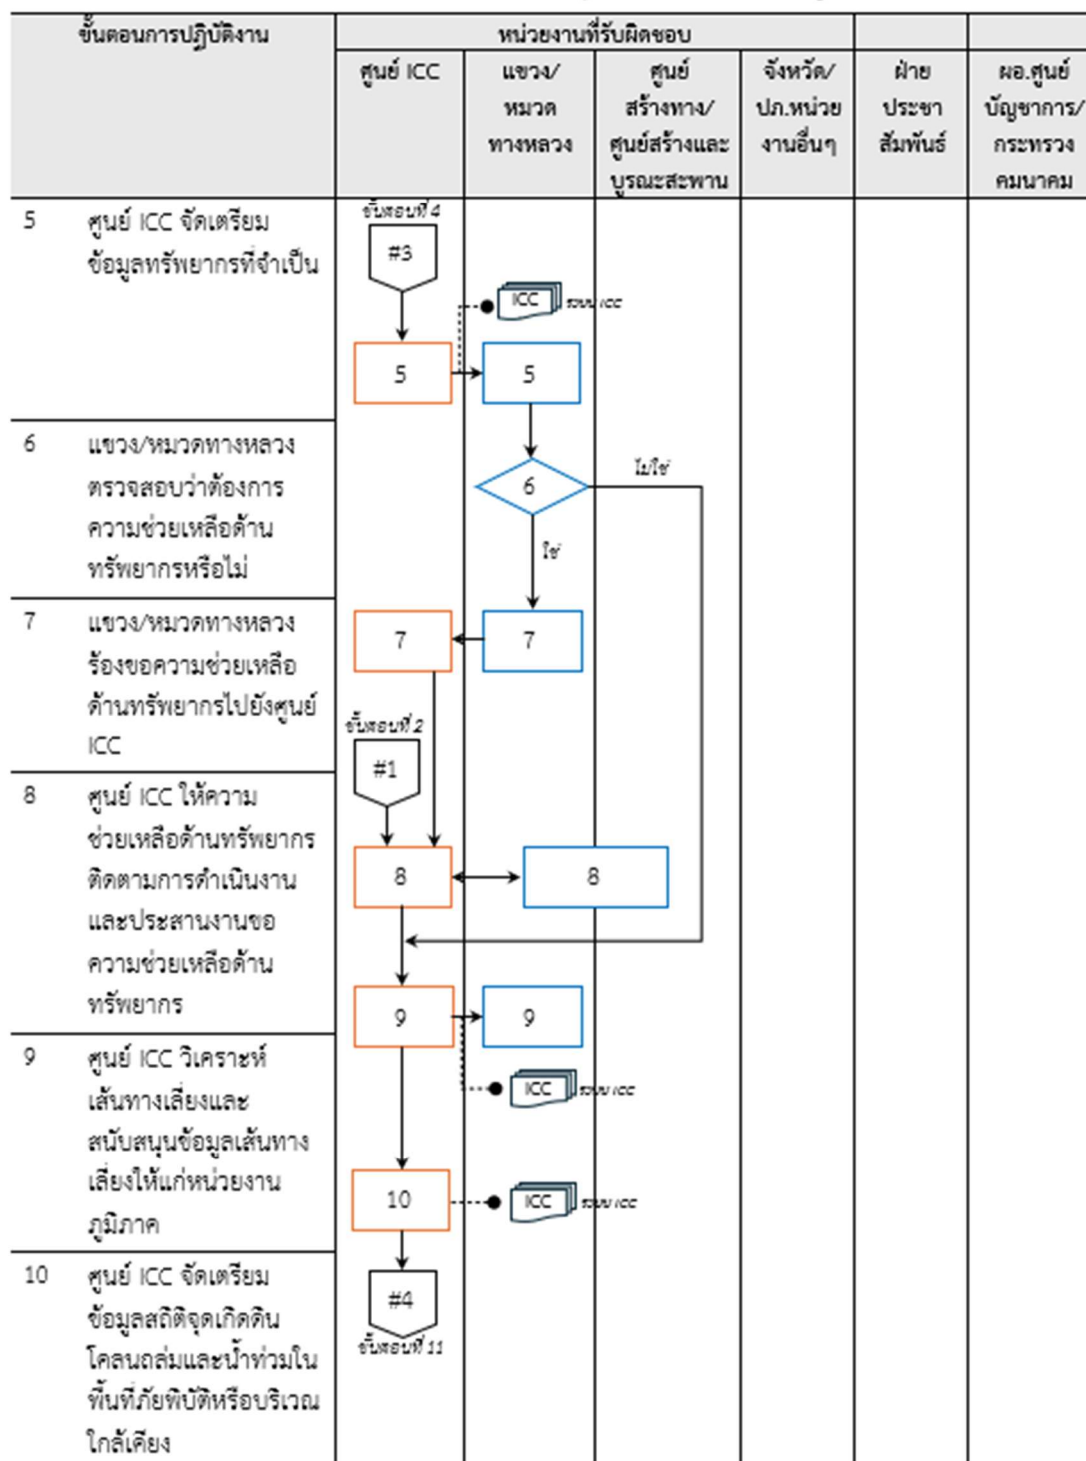 ขั้นตอนการปฏิบัติงาน
หน่วยงานที่รับผิดชอบ
ศูนย์ ICC
แขวง/
หมวด
ทางหลวง
ศูนย์
สร้างทาง/
ศูนย์สร้างและ
บูรณะสะพาน
จังหวัด/
ปภ.หน่วย
งานอื่นๆ
ฝ่าย
ประชา
สัมพันธ์
ผอ.ศูนย์
บัญชาการ/
กระทรวง
คมนาคม
5 ศูนย์ ICC จัดเตรียม
ข้อมูลทรัพยากรที่จำเป็น
ขั้นตอนที่ 4
#3
ICC ระบบ ICC
5
5
6 แขวง/หมวดทางหลวง
ตรวจสอบว่าต้องการ
ความช่วยเหลือด้าน
ทรัพยากรหรือไม่
6
ไม่ใช่
ใช่
7 แขวง/หมวดทางหลวง
ร้องขอความช่วยเหลือ
ด้านทรัพยากรไปยังศูนย์
ICC
7
7
ขั้นตอนที่ 2
#1
8 ศูนย์ ICC ให้ความ
ช่วยเหลือด้านทรัพยากร
ติดตามการดำเนินงาน
และประสานงานขอ
ความช่วยเหลือด้าน
ทรัพยากร
8
8
9
9
9 ศูนย์ ICC วิเคราะห์
เส้นทางเลี่ยงและ
สนับสนุนข้อมูลเส้นทาง
เลี่ยงให้แก่หน่วยงาน
ภูมิภาค
ICC ระบบ ICC
10
ICC ระบบ ICC
10 ศูนย์ ICC จัดเตรียม
ข้อมูลสถิติจุดเกิดดิน
โคลนถล่มและน้ำท่วมใน
พื้นที่ภัยพิบัติหรือบริเวณ
ใกล้เคียง
#4
ขั้นตอนที่ 11